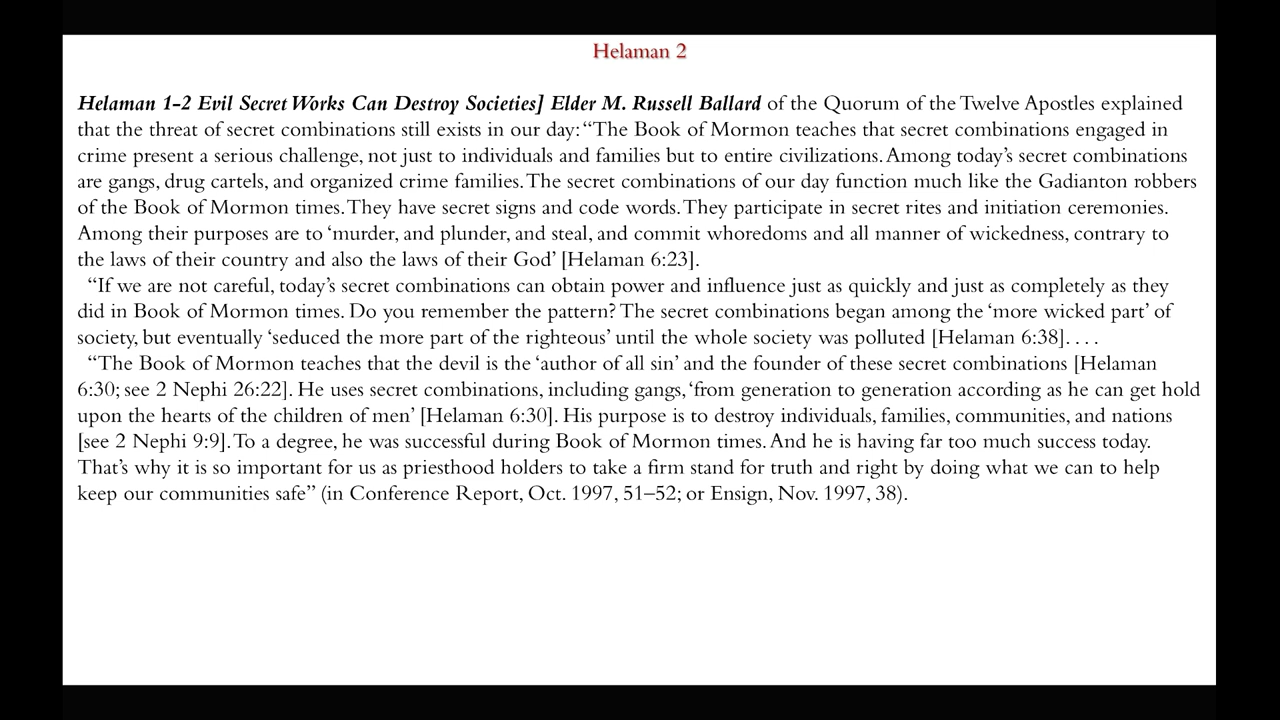 Helaman 2
Helaman 1-2 Evil Secret Works Can Destroy Societies] Elder M. Russell Ballard of the Quorum of the Twelve Apostles explained
that the threat of secret combinations still exists in our day: “The Book of Mormon teaches that secret combinations engaged in
crime present a serious challenge, not just to individuals and families but to entire civilizations. Among today’s secret combinations
are gangs, drug cartels, and organized crime families. The secret combinations of our day function much like the Gadianton robbers
of the Book of Mormon times. They have secret signs and code words. They participate in secret rites and initiation ceremonies.
Among their purposes are to ‘murder, and plunder, and steal, and commit whoredoms and all manner of wickedness, contrary to
the laws of their country and also the laws of their God’ [Helaman 6:23].
“If we are not careful, today’s secret combinations can obtain power and influence just as quickly and just as completely as they
did in Book of Mormon times. Do you remember the pattern? The secret combinations began among the ‘more wicked part’ of
society, but eventually ‘seduced the more part of the righteous’ until the whole society was polluted [Helaman 6:38]. . . .
“The Book of Mormon teaches that the devil is the ‘author of all sin’ and the founder of these secret combinations [Helaman
6:30; see 2 Nephi 26:22]. He uses secret combinations, including gangs, ‘from generation to generation according as he can get hold
upon the hearts of the children of men’ [Helaman 6:30]. His purpose is to destroy individuals, families, communities, and nations
[see 2 Nephi 9:9]. To a degree, he was successful during Book of Mormon times. And he is having far too much success today.
That’s why it is so important for us as priesthood holders to take a firm stand for truth and right by doing what we can to help
keep our communities safe” (in Conference Report, Oct. 1997, 51–52; or Ensign, Nov. 1997, 38).